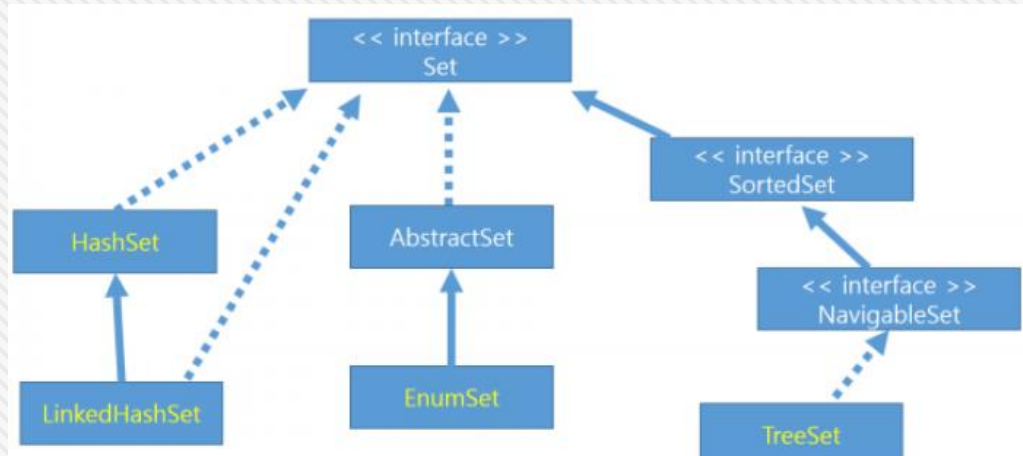 << interface >>
Set
<< interface >>
SortedSet
HashSet
AbstractSet
<< interface >>
NavigableSet
LinkedHashSet
EnumSet
TreeSet